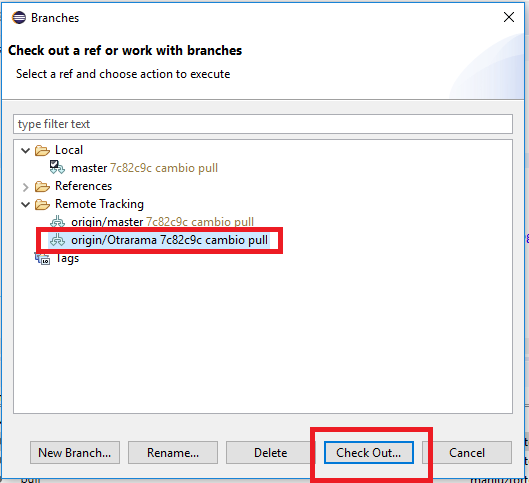 Branches
Check out a ref or work with branches
Select a ref and choose action to execute
type filter text
Local
master 7c82c9c cambio pull
References
Remote Tracking
origin/master 7c82c9c cambio pull
origin/Otrarama 7c82c9c cambio pull
Tags
New Branch... Rename... Delete Check Out... Cancel